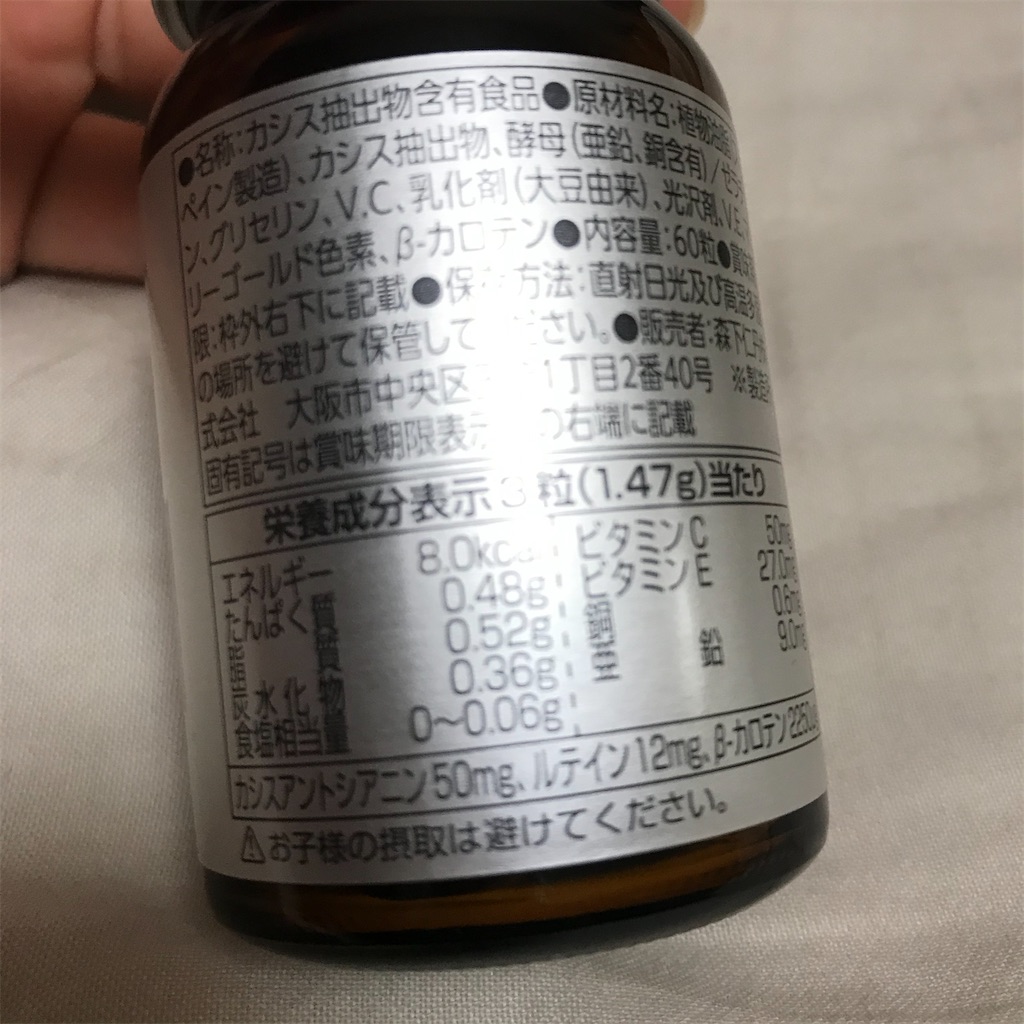 ●名称:カシス抽出物含有食品●原材料名:植物油脂
ペイン製造)、カシス抽出物、酵母(亜鉛、銅含有)/ゼラ
ン、グリセリン、V.C、乳化剤(大豆由来)、光沢剤、V.E、
リーゴールド色素、β-カロテン●内容量:60粒●賞味
限:枠外右下に記載●保 方法:直射日光及び高温多
の場所を避けて保管して ださい。●販売者:森下仁丹
式会社 大阪市中央区 1丁目2番40号 ※製造
固有記号は賞味期限表示 の右端に記載
栄養成分表示 3粒(1.47g)当たり
エネルギー 8.0kcal
たんぱく質 0.48g
脂質 0.52g
炭水化物 0.36g
食塩相当量 0〜0.06g
ビタミンC 50mg
ビタミンE 27.0mg
銅 0.6mg
亜鉛 9.0mg
カシスアントシアニン50mg、ルテイン12mg、β-カロテン2250μ
⚠お子様の摂取は避けてください。